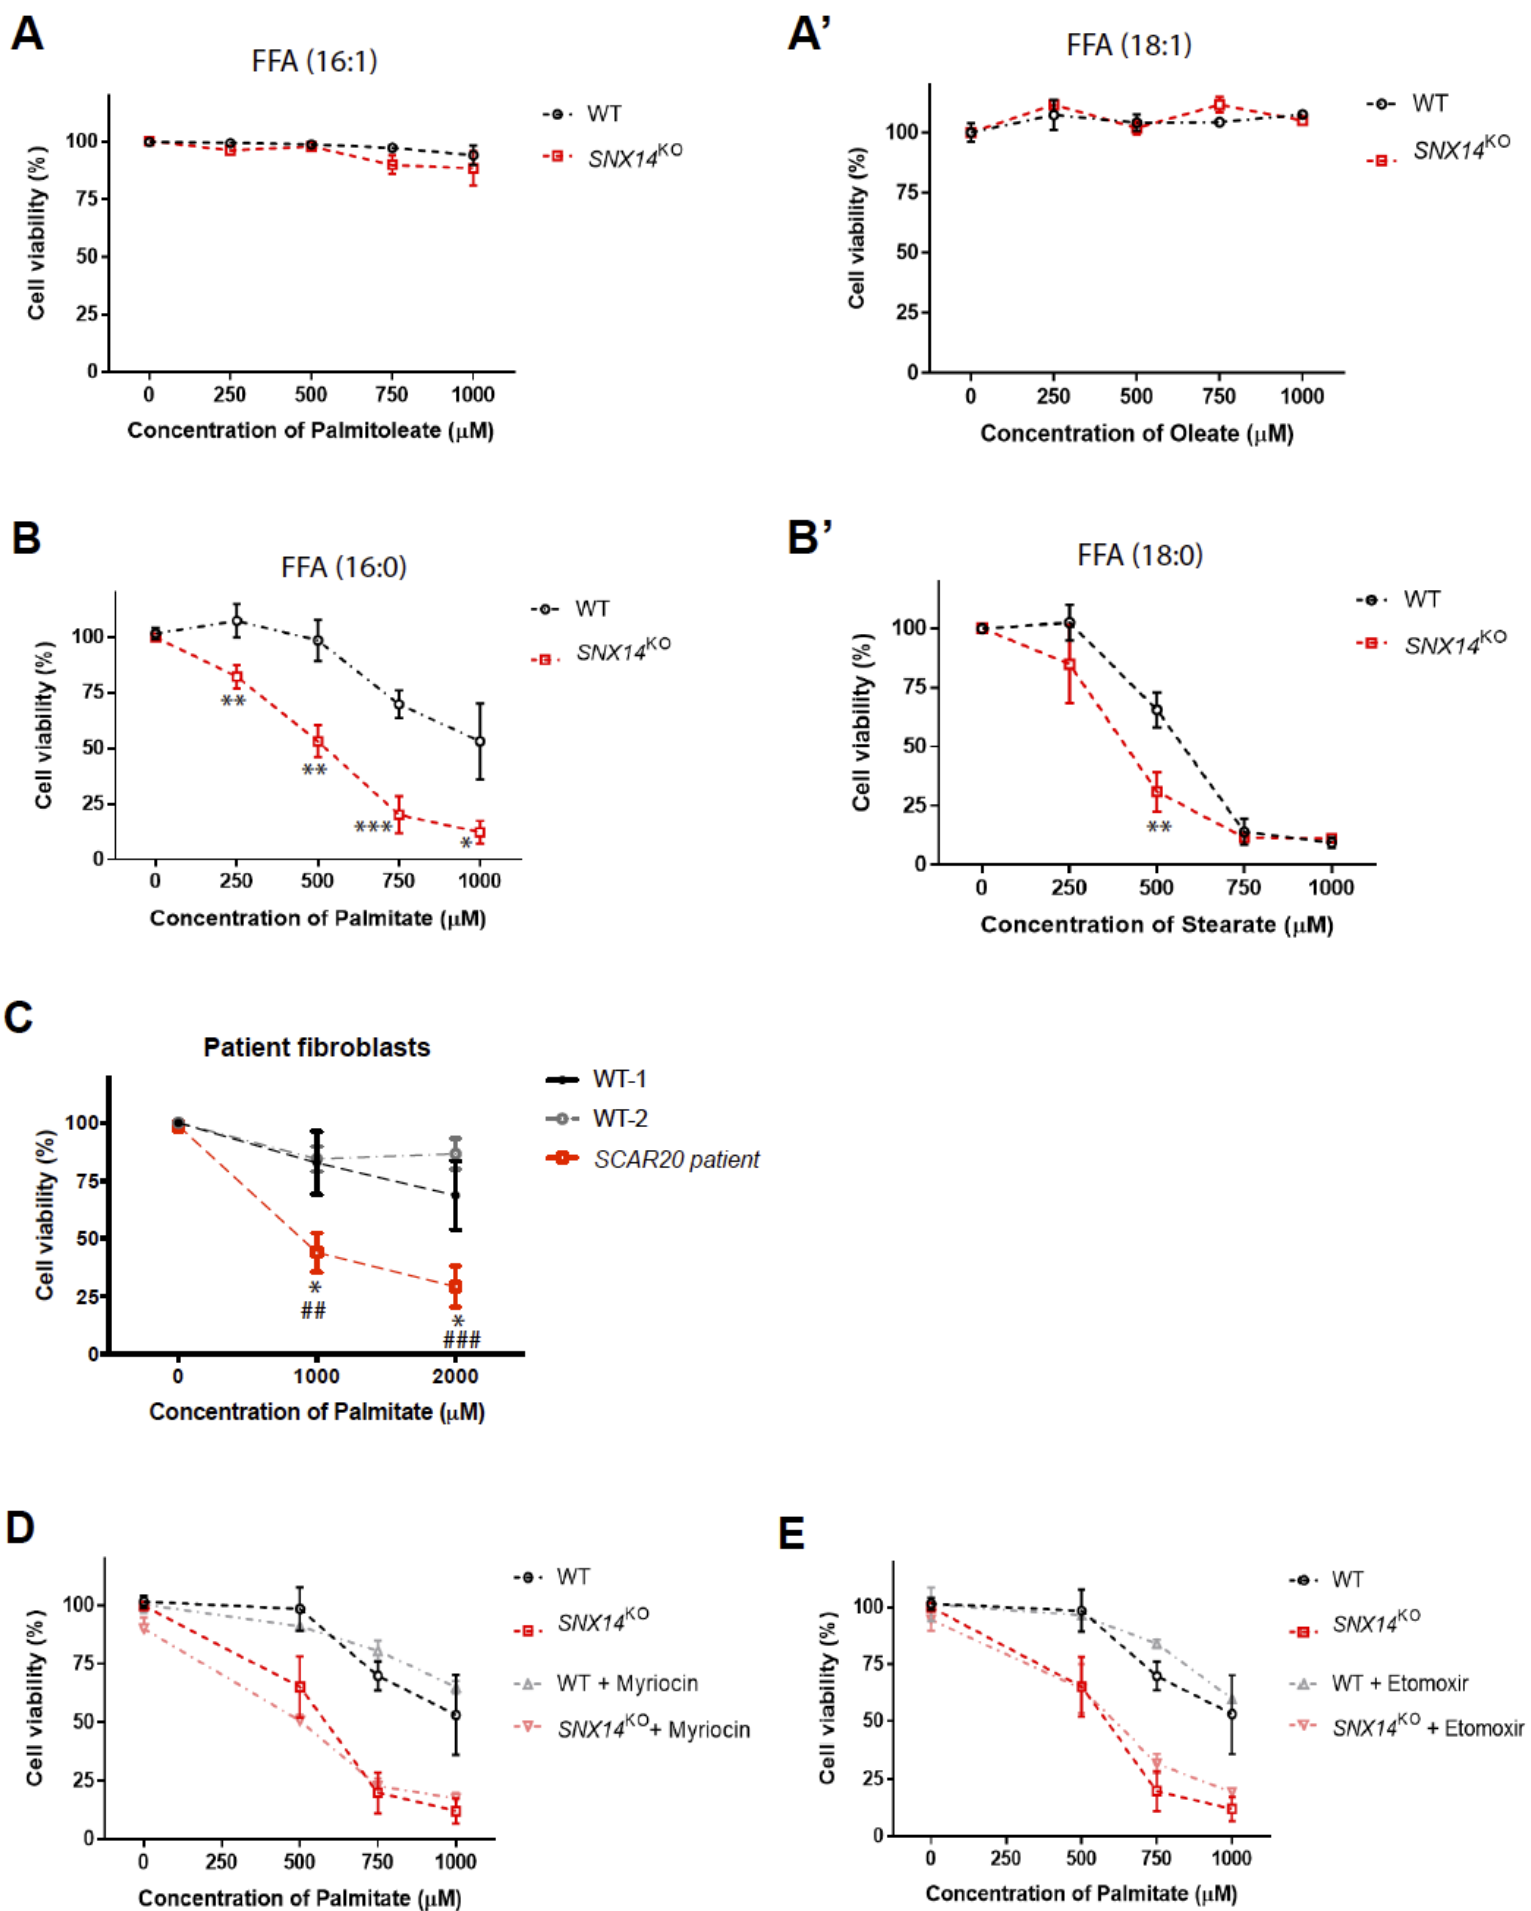 A
FFA (16:1)
WT
SNX14KO
Cell viability (%)
100
75
50
25
0
0 250 500 750 1000
Concentration of Palmitoleate (μM)
A’
FFA (18:1)
WT
SNX14KO
Cell viability (%)
100
75
50
25
0
0 250 500 750 1000
Concentration of Oleate (μM)
B
FFA (16:0)
WT
SNX14KO
Cell viability (%)
100
75
50
25
0
**
**
***
*
0 250 500 750 1000
Concentration of Palmitate (μM)
B’
FFA (18:0)
WT
SNX14KO
Cell viability (%)
100
75
50
25
0
**
0 250 500 750 1000
Concentration of Stearate (μM)
C
Patient fibroblasts
WT-1
WT-2
SCAR20 patient
Cell viability (%)
100
75
50
25
0
*
##
*
###
0 1000 2000
Concentration of Palmitate (μM)
D
WT
SNX14KO
WT + Myriocin
SNX14KO + Myriocin
Cell viability (%)
100
75
50
25
0
0 250 500 750 1000
Concentration of Palmitate (μM)
E
WT
SNX14KO
WT + Etomoxir
SNX14KO + Etomoxir
Cell viability (%)
100
75
50
25
0
0 250 500 750 1000
Concentration of Palmitate (μM)